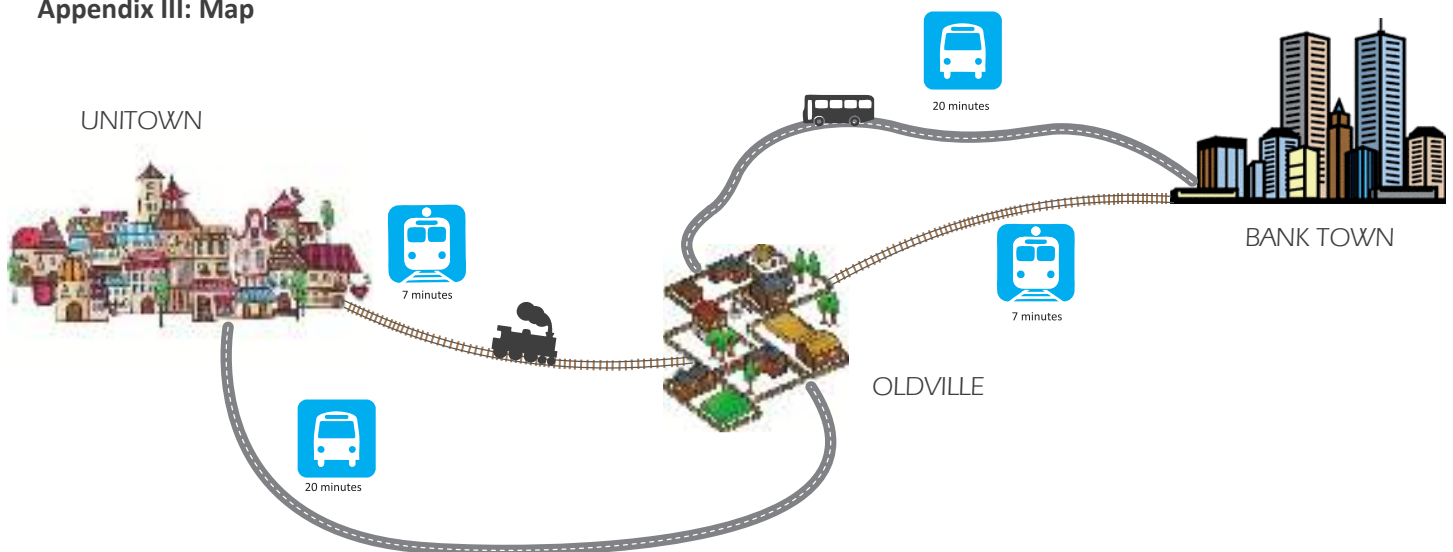 Appendix III: Map
20 minutes
UNITOWN
BANK TOWN
7 minutes
7 minutes
OLDVILLE
20 minutes